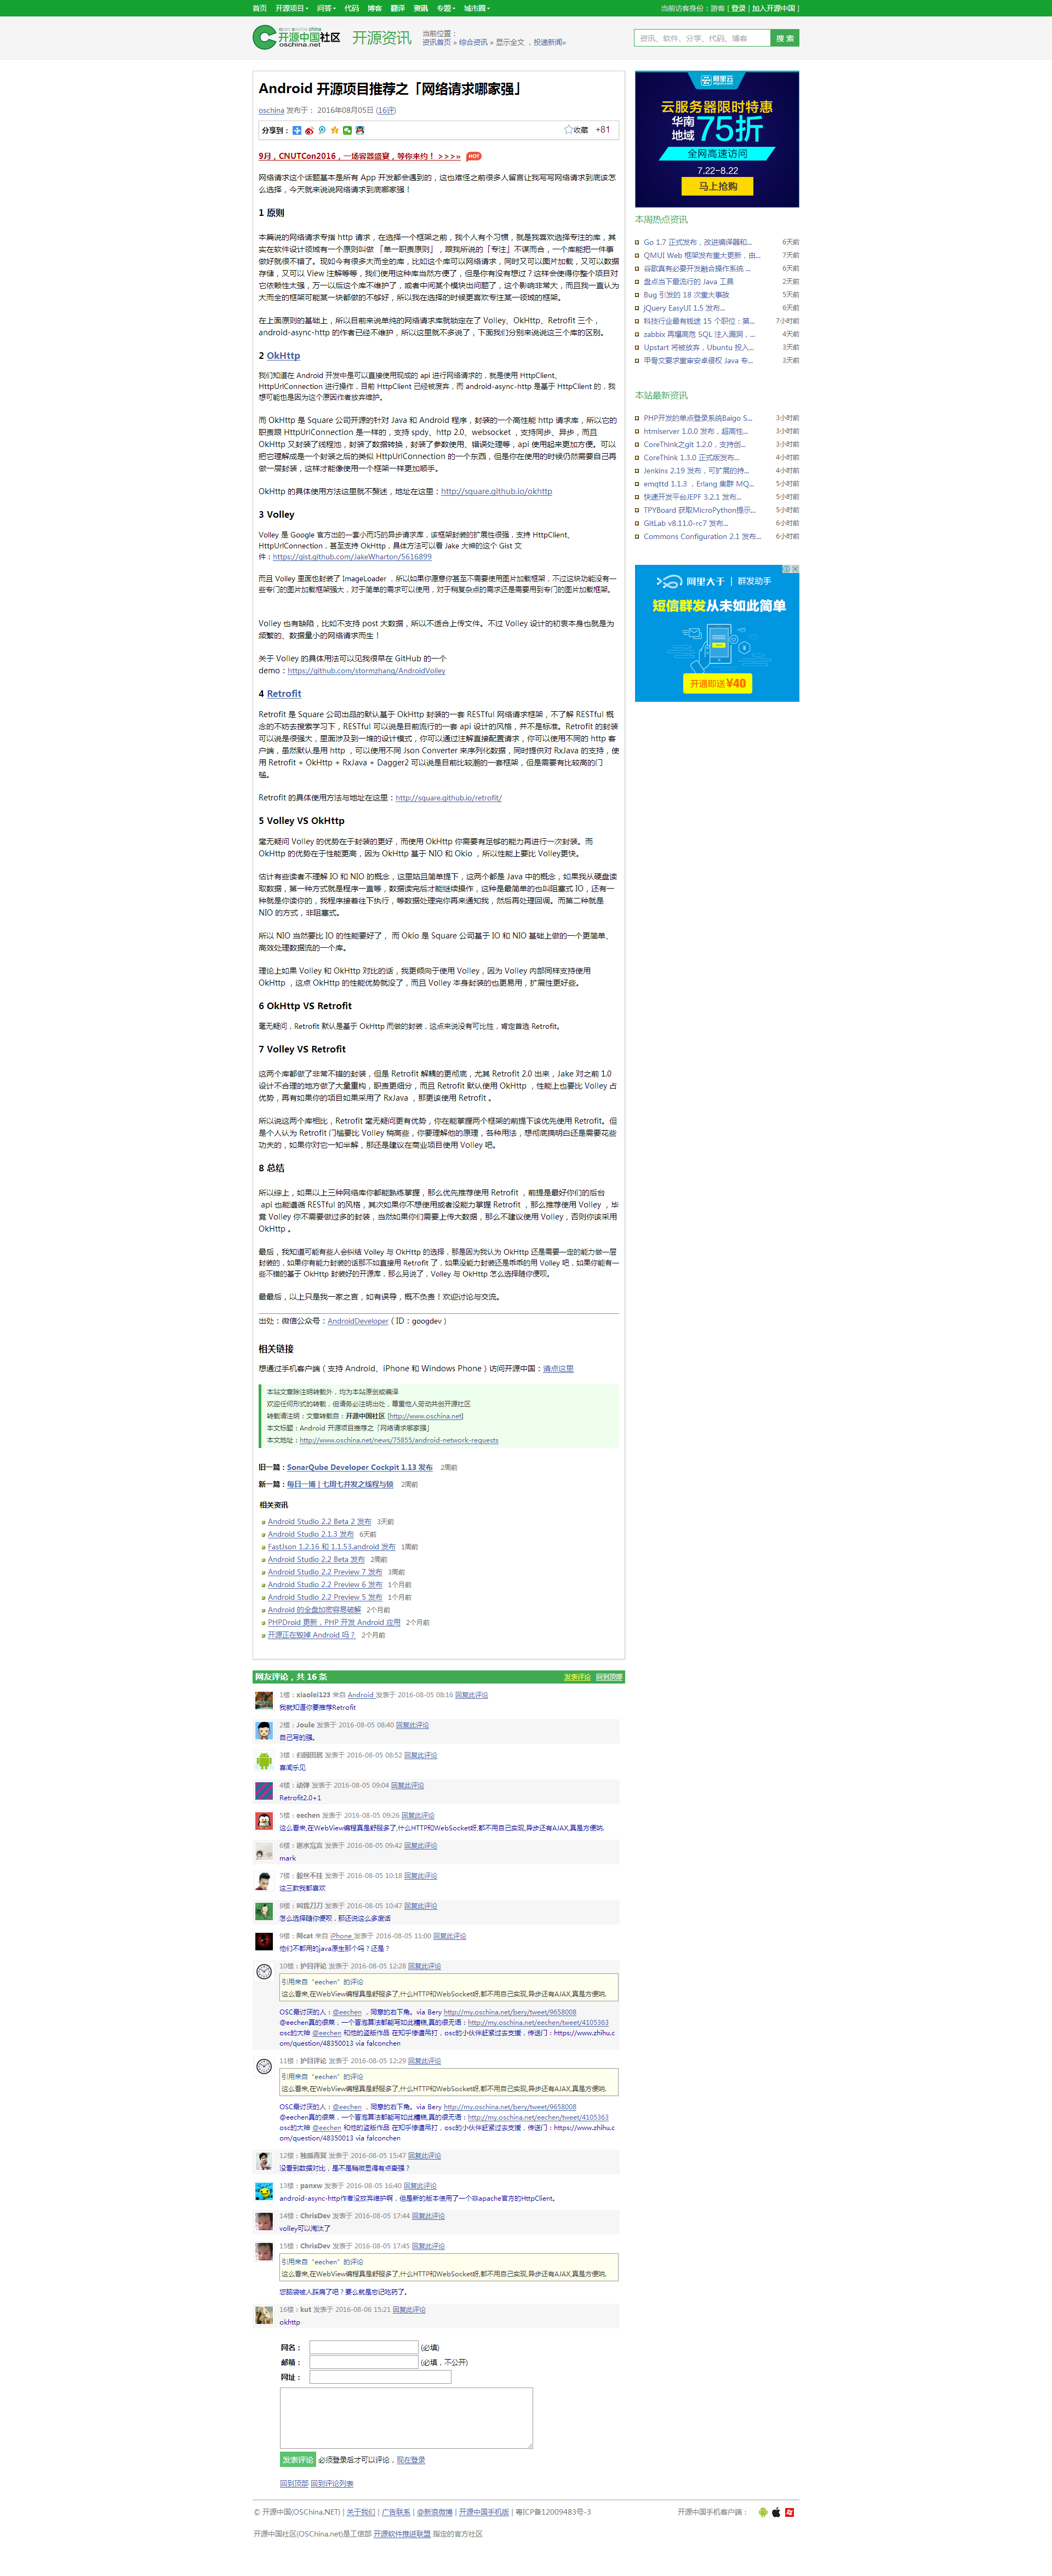 首页 开源项目 问答 代码 博客 翻译 资讯 专题 城市圈 当前访客身份：游客 [ 登录 | 加入开源中国 ]
开源中国社区 oschina.net 开源资讯
当前位置：
资讯首页 » 综合资讯 » 显示全文 ，投递新闻»
资讯、软件、分享、代码、博客 搜 索
Android 开源项目推荐之「网络请求哪家强」
oschina 发布于： 2016年08月05日 (16评)
分享到： 收藏 +81
9月，CNUTCon2016，一场容器盛宴，等你来约！ >>>» HOT
网络请求这个话题基本是所有 App 开发都会遇到的，这也难怪之前很多人留言让我写写网络请求到底该怎
么选择，今天就来说说网络请求到底哪家强！
1 原则
本篇说的网络请求专指 http 请求，在选择一个框架之前，我个人有个习惯，就是我喜欢选择专注的库，其
实在软件设计领域有一个原则叫做 「单一职责原则」，跟我所说的「专注」不谋而合，一个库能把一件事
做好就很不错了。现如今有很多大而全的库，比如这个库可以网络请求，同时又可以图片加载，又可以数据
存储，又可以 View 注解等等，我们使用这种库当然方便了，但是你有没有想过？这样会使得你整个项目对
它依赖性太强，万一以后这个库不维护了，或者中间某个模块出问题了，这个影响非常大，而且我一直认为
大而全的框架可能某一块都做的不够好，所以我在选择的时候更喜欢专注某一领域的框架。
在上面原则的基础上，所以目前来说单纯的网络请求库就锁定在了 Volley、OkHttp、Retrofit 三个，
android-async-http 的作者已经不维护，所以这里就不多说了，下面我们分别来说说这三个库的区别。
2 OkHttp
我们知道在 Android 开发中是可以直接使用现成的 api 进行网络请求的，就是使用 HttpClient、
HttpUrlConnection 进行操作，目前 HttpClient 已经被废弃，而 android-async-http 是基于 HttpClient 的，我
想可能也是因为这个原因作者放弃维护。
而 OkHttp 是 Square 公司开源的针对 Java 和 Android 程序，封装的一个高性能 http 请求库，所以它的
职责跟 HttpUrlConnection 是一样的，支持 spdy、http 2.0、websocket ，支持同步、异步，而且
OkHttp 又封装了线程池，封装了数据转换，封装了参数使用、错误处理等，api 使用起来更加方便。可以
把它理解成是一个封装之后的类似 HttpUrlConnection 的一个东西，但是你在使用的时候仍然需要自己再
做一层封装，这样才能像使用一个框架一样更加顺手。
OkHttp 的具体使用方法这里就不赘述，地址在这里：http://square.github.io/okhttp
3 Volley
Volley 是 Google 官方出的一套小而巧的异步请求库，该框架封装的扩展性很强，支持 HttpClient、
HttpUrlConnection，甚至支持 OkHttp，具体方法可以看 Jake 大神的这个 Gist 文
件：https://gist.github.com/JakeWharton/5616899
而且 Volley 里面也封装了 ImageLoader ，所以如果你愿意你甚至不需要使用图片加载框架，不过这块功能没有一
些专门的图片加载框架强大，对于简单的需求可以使用，对于稍复杂点的需求还是需要用到专门的图片加载框架。
Volley 也有缺陷，比如不支持 post 大数据，所以不适合上传文件。不过 Volley 设计的初衷本身也就是为
频繁的、数据量小的网络请求而生！
关于 Volley 的具体用法可以见我很早在 GitHub 的一个
demo：https://github.com/stormzhang/AndroidVolley
4 Retrofit
Retrofit 是 Square 公司出品的默认基于 OkHttp 封装的一套 RESTful 网络请求框架，不了解 RESTful 概
念的不妨去搜索学习下，RESTful 可以说是目前流行的一套 api 设计的风格，并不是标准。Retrofit 的封装
可以说是很强大，里面涉及到一堆的设计模式，你可以通过注解直接配置请求，你可以使用不同的 http 客
户端，虽然默认是用 http ，可以使用不同 Json Converter 来序列化数据，同时提供对 RxJava 的支持，使
用 Retrofit + OkHttp + RxJava + Dagger2 可以说是目前比较潮的一套框架，但是需要有比较高的门
槛。
Retrofit 的具体使用方法与地址在这里：http://square.github.io/retrofit/
5 Volley VS OkHttp
毫无疑问 Volley 的优势在于封装的更好，而使用 OkHttp 你需要有足够的能力再进行一次封装。而
OkHttp 的优势在于性能更高，因为 OkHttp 基于 NIO 和 Okio ，所以性能上要比 Volley更快。
估计有些读者不理解 IO 和 NIO 的概念，这里姑且简单提下，这两个都是 Java 中的概念，如果我从硬盘读
取数据，第一种方式就是程序一直等，数据读完后才能继续操作，这种是最简单的也叫阻塞式 IO，还有一
种就是你读你的，我程序接着往下执行，等数据处理完你再来通知我，然后再处理回调。而第二种就是
NIO 的方式，非阻塞式。
所以 NIO 当然要比 IO 的性能要好了， 而 Okio 是 Square 公司基于 IO 和 NIO 基础上做的一个更简单、
高效处理数据流的一个库。
理论上如果 Volley 和 OkHttp 对比的话，我更倾向于使用 Volley，因为 Volley 内部同样支持使用
OkHttp ，这点 OkHttp 的性能优势就没了，而且 Volley 本身封装的也更易用，扩展性更好些。
6 OkHttp VS Retrofit
毫无疑问，Retrofit 默认是基于 OkHttp 而做的封装，这点来说没有可比性，肯定首选 Retrofit。
7 Volley VS Retrofit
这两个库都做了非常不错的封装，但是 Retrofit 解耦的更彻底，尤其 Retrofit 2.0 出来，Jake 对之前 1.0
设计不合理的地方做了大量重构，职责更细分，而且 Retrofit 默认使用 OkHttp ，性能上也要比 Volley 占
优势，再有如果你的项目如果采用了 RxJava ，那更该使用 Retrofit 。
所以说这两个库相比，Retrofit 毫无疑问更有优势，你在能掌握两个框架的前提下该优先使用 Retrofit。但
是个人认为 Retrofit 门槛要比 Volley 稍高些，你要理解他的原理，各种用法，想彻底搞明白还是需要花些
功夫的，如果你对它一知半解，那还是建议在商业项目使用 Volley 吧。
8 总结
所以综上，如果以上三种网络库你都能熟练掌握，那么优先推荐使用 Retrofit ，前提是最好你们的后台
api 也能遵循 RESTful 的风格，其次如果你不想使用或者没能力掌握 Retrofit ，那么推荐使用 Volley ，毕
竟 Volley 你不需要做过多的封装，当然如果你们需要上传大数据，那么不建议使用 Volley，否则你该采用
OkHttp 。
最后，我知道可能有些人会纠结 Volley 与 OkHttp 的选择，那是因为我认为 OkHttp 还是需要一定的能力做一层
封装的，如果你有能力封装的话那不如直接用 Retrofit 了，如果没能力封装还是乖乖的用 Volley 吧，如果你能有一
些不错的基于 OkHttp 封装好的开源库，那么另说了，Volley 与 OkHttp 怎么选择随你便呗。
最最后，以上只是我一家之言，如有误导，概不负责！欢迎讨论与交流。
出处：微信公众号：AndroidDeveloper（ID：googdev）
相关链接
想通过手机客户端（支持 Android、iPhone 和 Windows Phone）访问开源中国：请点这里
本站文章除注明转载外，均为本站原创或编译
欢迎任何形式的转载，但请务必注明出处，尊重他人劳动共创开源社区
转载请注明：文章转载自：开源中国社区 [http://www.oschina.net]
本文标题：Android 开源项目推荐之「网络请求哪家强」
本文地址：http://www.oschina.net/news/75855/android-network-requests
旧一篇：SonarQube Developer Cockpit 1.13 发布 2周前
新一篇：每日一博 | 七周七并发之线程与锁 2周前
相关资讯
Android Studio 2.2 Beta 2 发布 3天前
Android Studio 2.1.3 发布 6天前
FastJson 1.2.16 和 1.1.53.android 发布 1周前
Android Studio 2.2 Beta 发布 2周前
Android Studio 2.2 Preview 7 发布 3周前
Android Studio 2.2 Preview 6 发布 1个月前
Android Studio 2.2 Preview 5 发布 1个月前
Android 的全盘加密容易破解 2个月前
PHPDroid 更新，PHP 开发 Android 应用 2个月前
开源正在毁掉 Android 吗？ 2个月前
网友评论，共 16 条 发表评论 回到顶部
1楼：xiaolei123 来自 Android 发表于 2016-08-05 08:16 回复此评论
我就知道你要推荐Retrofit
2楼：Joule 发表于 2016-08-05 08:40 回复此评论
自己写的强。
3楼：归园田居 发表于 2016-08-05 08:52 回复此评论
喜闻乐见
4楼：动弹 发表于 2016-08-05 09:04 回复此评论
Retrofit2.0+1
5楼：eechen 发表于 2016-08-05 09:26 回复此评论
这么看来,在WebView编程真是舒服多了,什么HTTP和WebSocket呀,都不用自己实现,异步还有AJAX,真是方便呐.
发表于 2016-08-05 09:42 回复此评论
mark
发表于 2016-08-05 10:18 回复此评论
这三款我都喜欢
8楼：叫我刀刀 发表于 2016-08-05 10:47 回复此评论
怎么选择随你便呗，那还说这么多废话
9楼：阿cat 来自 iPhone 发表于 2016-08-05 11:00 回复此评论
他们不都用的java原生那个吗？还是？
10楼：护目评论 发表于 2016-08-05 12:28 回复此评论
引用来自“eechen”的评论
这么看来,在WebView编程真是舒服多了,什么HTTP和WebSocket呀,都不用自己实现,异步还有AJAX,真是方便呐.
OSC最讨厌的人：@eechen ，同意的右下角。via Bery http://my.oschina.net/bery/tweet/9658008
@eechen真的很菜，一个冒泡算法都能写如此糟糕,真的很无语：http://my.oschina.net/eechen/tweet/4105363
osc的大神 @eechen 和他的盗版作品 在知乎惨遭吊打，osc的小伙伴赶紧过去支援，传送门：https://www.zhihu.c
om/question/48350013 via falconchen
11楼：护目评论 发表于 2016-08-05 12:29 回复此评论
引用来自“eechen”的评论
这么看来,在WebView编程真是舒服多了,什么HTTP和WebSocket呀,都不用自己实现,异步还有AJAX,真是方便呐.
OSC最讨厌的人：@eechen ，同意的右下角。via Bery http://my.oschina.net/bery/tweet/9658008
@eechen真的很菜，一个冒泡算法都能写如此糟糕,真的很无语：http://my.oschina.net/eechen/tweet/4105363
osc的大神 @eechen 和他的盗版作品 在知乎惨遭吊打，osc的小伙伴赶紧过去支援，传送门：https://www.zhihu.c
om/question/48350013 via falconchen
12楼：独孤青冥 发表于 2016-08-05 15:47 回复此评论
没看到数据对比，是不是稍微显得有点牵强？
13楼：panxw 发表于 2016-08-05 16:40 回复此评论
android-async-http作者没放弃维护啊，但是新的版本使用了一个非apache官方的HttpClient。
14楼：ChrisDev 发表于 2016-08-05 17:44 回复此评论
volley可以淘汰了
15楼：ChrisDev 发表于 2016-08-05 17:45 回复此评论
引用来自“eechen”的评论
这么看来,在WebView编程真是舒服多了,什么HTTP和WebSocket呀,都不用自己实现,异步还有AJAX,真是方便呐.
您脑袋被人踩扁了吧？要么就是忘记吃药了。
16楼：kut 发表于 2016-08-06 15:21 回复此评论
okhttp
网名： (必填)
邮箱： (必填，不公开)
网址：
发表评论 必须登录后才可以评论，现在登录
回到顶部 回到评论列表
阿里云
云服务器限时特惠
华南地域 75折
全网高速访问
7.22-8.22
马上抢购
本周热点资讯
Go 1.7 正式发布，改进编译器和... 6天前
QMUI Web 框架发布重大更新，由... 7天前
谷歌真有必要开发融合操作系统 ... 6天前
盘点当下最流行的 Java 工具 2天前
Bug 引发的 18 次重大事故 5天前
jQuery EasyUI 1.5 发布... 6天前
科技行业最有钱途 15 个职位：第... 7小时前
zabbix 再曝高危 SQL 注入漏洞，... 4天前
Upstart 将被放弃，Ubuntu 投入... 3天前
甲骨文要求重审安卓侵权 Java 专... 3天前
本站最新资讯
PHP开发的单点登录系统Baigo S... 3小时前
htmlserver 1.0.0 发布，超高性... 3小时前
CoreThink之git 1.2.0，支持创... 3小时前
CoreThink 1.3.0 正式版发布... 4小时前
Jenkins 2.19 发布，可扩展的持... 4小时前
emqttd 1.1.3 ，Erlang 集群 MQ... 5小时前
快速开发平台JEPF 3.2.1 发布... 5小时前
TPYBoard 获取MicroPython提示... 5小时前
GitLab v8.11.0-rc7 发布... 6小时前
Commons Configuration 2.1 发布... 6小时前
阿里大于 | 群发助手
短信群发从未如此简单
开通即送¥40
© 开源中国(OSChina.NET) | 关于我们 | 广告联系 | @新浪微博 | 开源中国手机版 | 粤ICP备12009483号-3 开源中国手机客户端：
开源中国社区(OSChina.net)是工信部 开源软件推进联盟 指定的官方社区